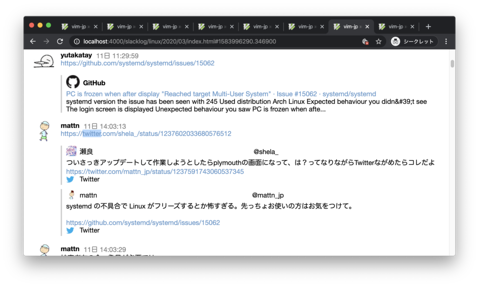 vim-jp
vim-jp
vim-jp
vim-jp
vim-jp
vim-jp
vim-jp
vim-jp
localhost:4000/slacklog/linux/2020/03/index.html#1583996290.346900
シークレット
yutakatay 11日 11:29:59
https://github.com/systemd/systemd/issues/15062
GitHub
PC is frozen when after display "Reached target Multi-User System" · Issue #15062 · systemd/systemd
systemd version the issue has been seen with 245 Used distribution Arch Linux Expected behaviour you didn&#39;t see
The login screen is displayed Unexpected behaviour you saw PC is frozen when afte...
mattn 11日 14:03:13
https://twitter.com/shela_/status/1237602033680576512
瀬良 @shela_
ついさっきアップデートして作業しようとしたらplymouthの画面になって、は？ってなりながらTwitterながめたらコレだよ
https://twitter.com/mattn_jp/status/1237591743060537345
Twitter
mattn @mattn_jp
systemd の不具合で Linux がフリーズするとか怖すぎる。先っちょお使いの方はお気をつけて。
https://github.com/systemd/systemd/issues/15062
Twitter
mattn 11日 14:03:29